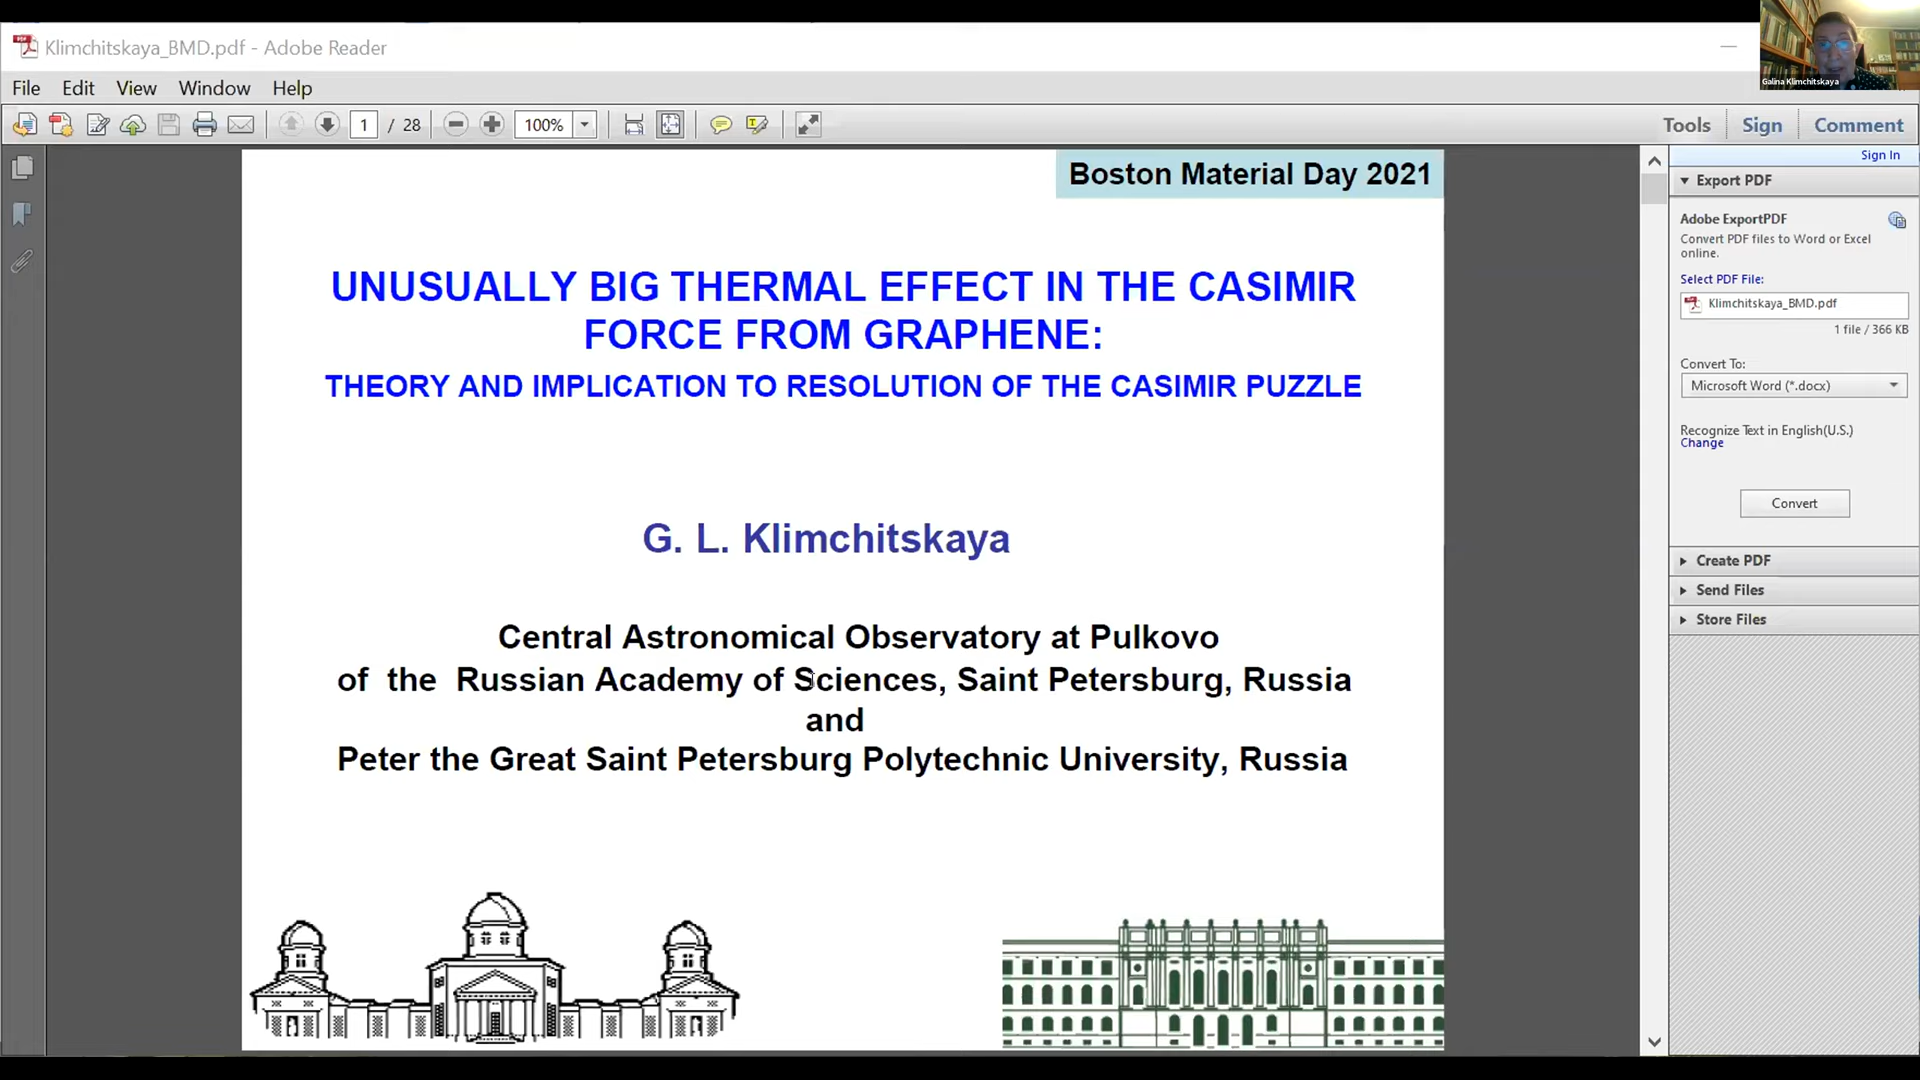 Klimchitskaya_BMD.pdf - Adobe Reader
Galina Klimchitskaya
File Edit View Window Help
1 / 28 100% Tools Sign Comment
Sign In
Boston Material Day 2021
UNUSUALLY BIG THERMAL EFFECT IN THE CASIMIR
FORCE FROM GRAPHENE:
THEORY AND IMPLICATION TO RESOLUTION OF THE CASIMIR PUZZLE
G. L. Klimchitskaya
Central Astronomical Observatory at Pulkovo
of the Russian Academy of Sciences, Saint Petersburg, Russia
and
Peter the Great Saint Petersburg Polytechnic University, Russia
Export PDF
Adobe ExportPDF
Convert PDF files to Word or Excel
online.
Select PDF File:
Klimchitskaya_BMD.pdf
1 file / 366 KB
Convert To:
Microsoft Word (*.docx)
Recognize Text in English(U.S.)
Change
Convert
Create PDF
Send Files
Store Files